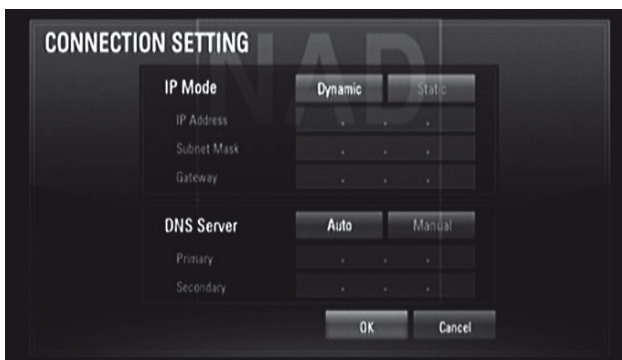 CONNECTION SETTING
NAD
IP Mode Dynamic Static
IP Address . . .
Subnet Mask . . .
Gateway . . .
DNS Server Auto Manual
Primary . . .
Secondary . . .
OK Cancel